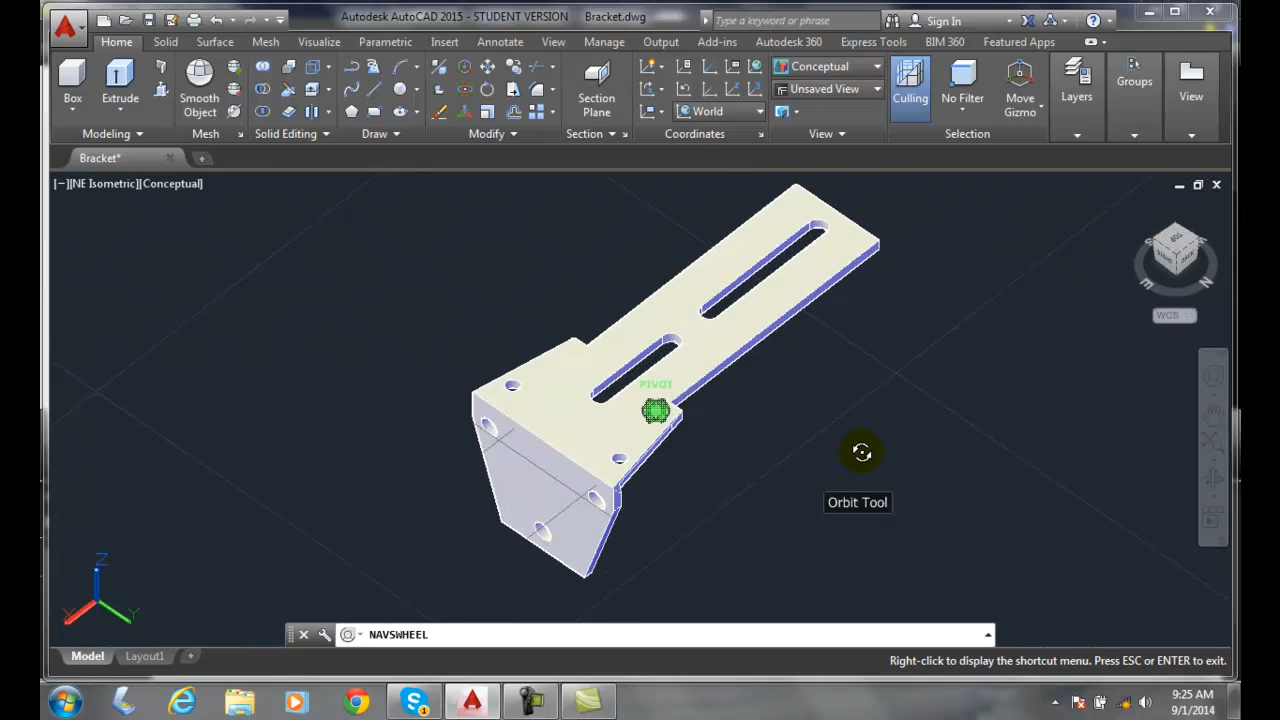 Autodesk AutoCAD 2015 - STUDENT VERSION Bracket.dwg Type a keyword or phrase Sign In
Home Solid Surface Mesh Visualize Parametric Insert Annotate View Manage Output Add-ins Autodesk 360 Express Tools BIM 360 Featured Apps
Conceptual
Unsaved View
World
Box Extrude Smooth Object Section Plane Culling No Filter Move Gizmo Layers Groups View
Modeling Mesh Solid Editing Draw Modify Section Coordinates View Selection
Bracket*
[−][NE Isometric][Conceptual]
TOP
RIGHT BACK
E N
WCS
PIVOT
Orbit Tool
Z
X Y
NAVSWHEEL
Model Layout1 +
Right-click to display the shortcut menu. Press ESC or ENTER to exit.
9:25 AM
9/1/2014